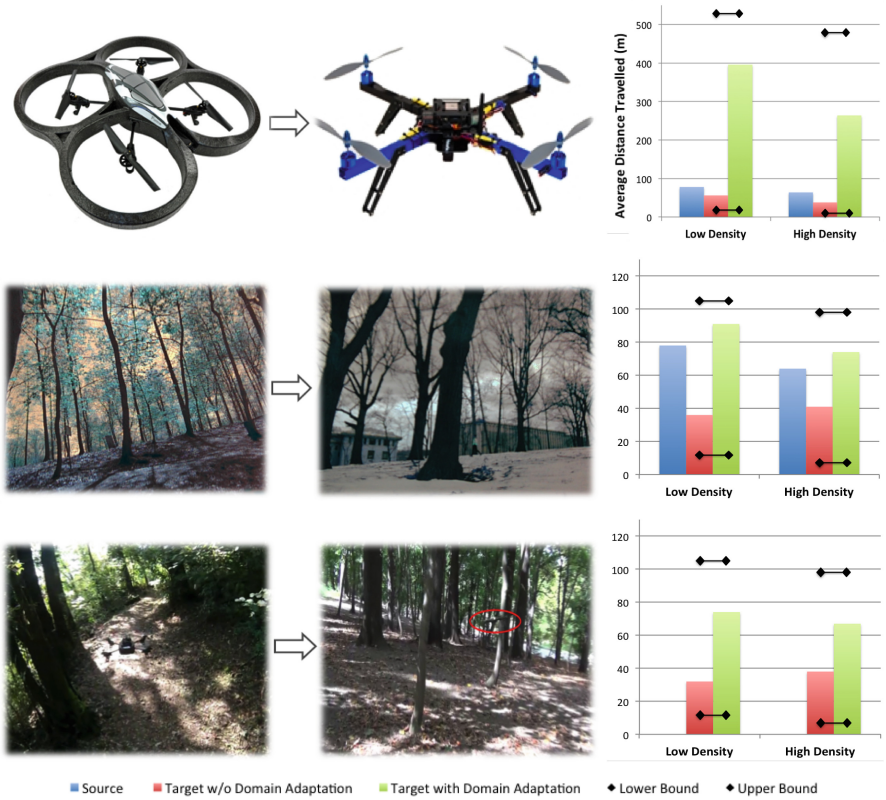 Average Distance Travelled (m)
500
400
300
200
100
0
Low Density
High Density
120
100
80
60
40
20
0
Low Density
High Density
120
100
80
60
40
20
0
Low Density
High Density
Source
Target w/o Domain Adaptation
Target with Domain Adaptation
Lower Bound
Upper Bound